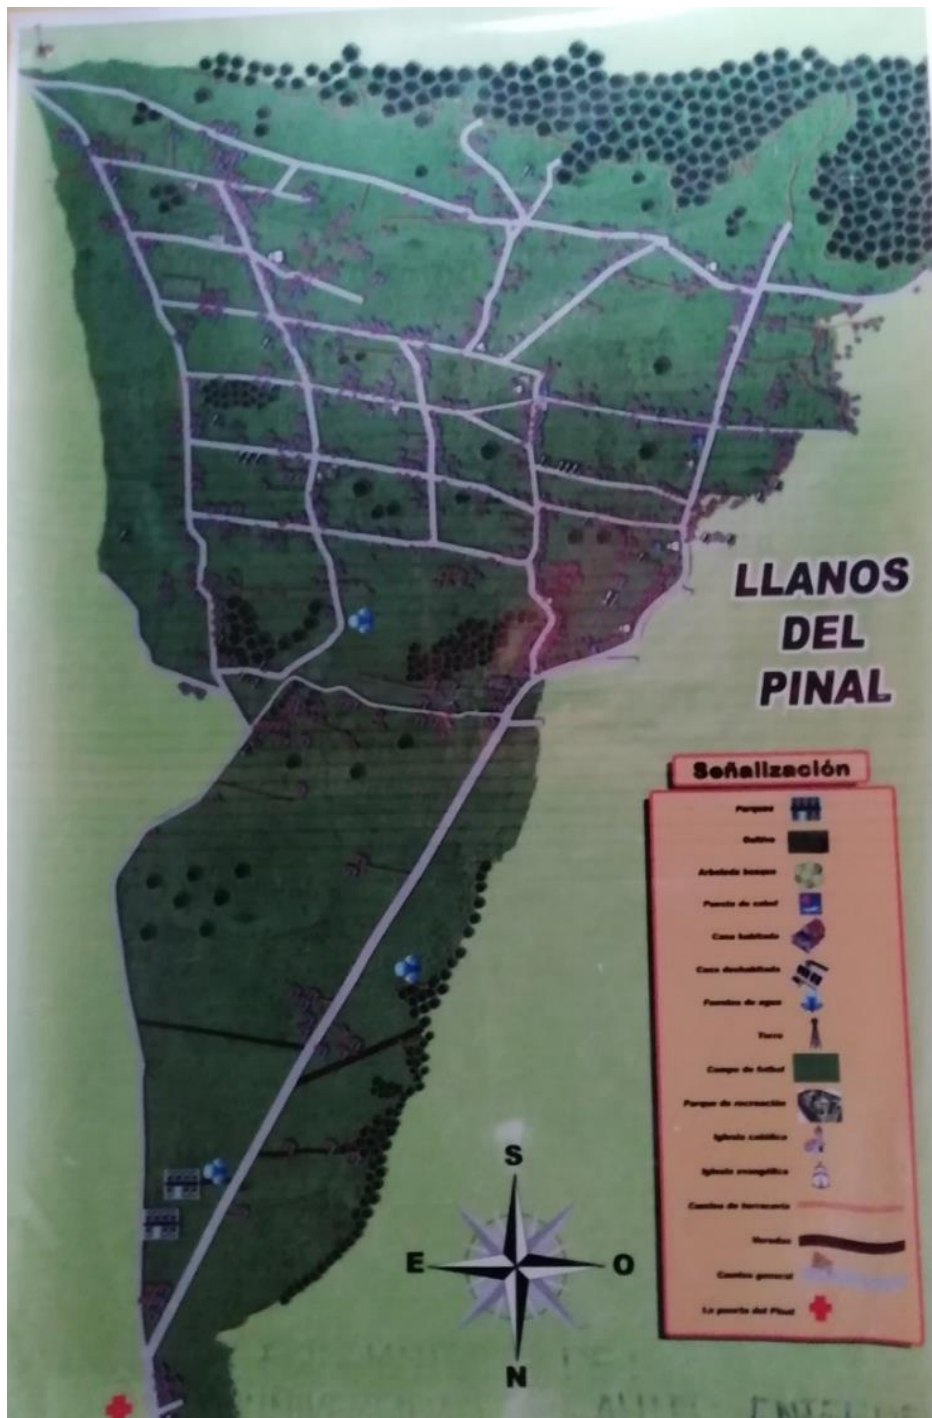 LLANOS
DEL
PINAL
Señalización
Parques
Cultivo
Arboleda bosque
Puesto de salud
Casa habitada
Casa deshabitada
Fuentes de agua
Torre
Campo de futbol
Parque de recreación
Iglesia católica
Iglesia evangélica
Camino de terracería
Veredas
Camino general
La puerta del Pinal
S
E
O
N